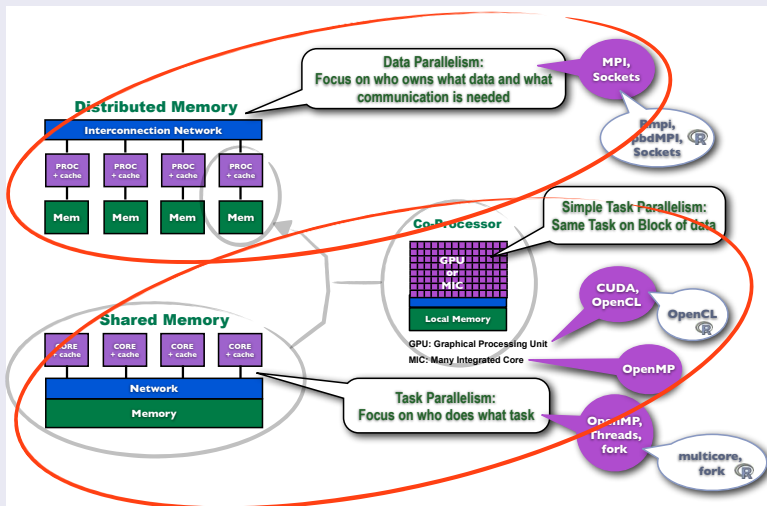 Data Parallelism:
Focus on who owns what data and what
communication is needed
MPI,
Sockets
Rmpi,
pbdMPI,
Sockets
R
Distributed Memory
Interconnection Network
PROC
+ cache
PROC
+ cache
PROC
+ cache
PROC
+ cache
Mem
Mem
Mem
Mem
Simple Task Parallelism:
Same Task on Block of data
Co-Processor
GPU
or
MIC
Local Memory
GPU: Graphical Processing Unit
MIC: Many Integrated Core
CUDA,
OpenCL
OpenCL
R
OpenMP
Shared Memory
CORE
+ cache
CORE
+ cache
CORE
+ cache
CORE
+ cache
Network
Memory
Task Parallelism:
Focus on who does what task
OpenMP,
Threads,
fork
multicore,
fork R